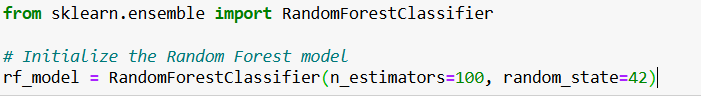 from sklearn.ensemble import RandomForestClassifier
# Initialize the Random Forest model
rf_model = RandomForestClassifier(n_estimators=100, random_state=42)